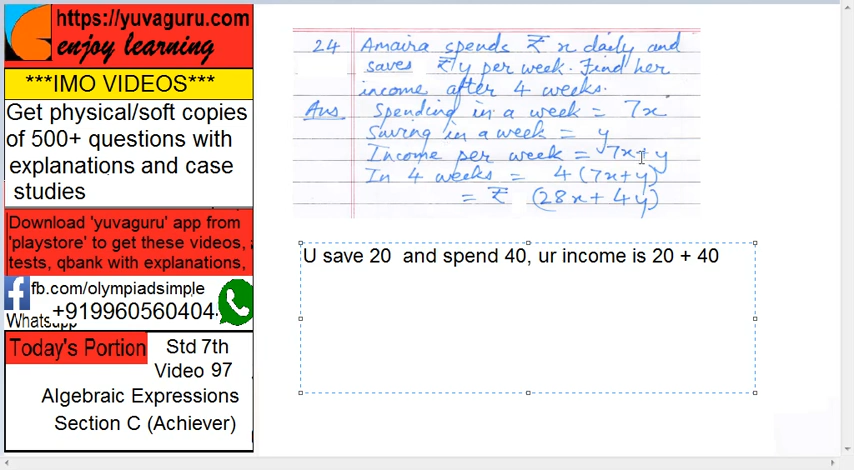 https://yuvaguru.com
enjoy learning
***IMO VIDEOS***
Get physical/soft copies
of 500+ questions with
explanations and case
studies
Download 'yuvaguru' app from
'playstore' to get these videos,
tests, qbank with explanations,
fb.com/olympiadsimple
+919960560404
Whatsapp
Today's Portion
Std 7th
Video 97
Algebraic Expressions
Section C (Achiever)
24 Amaira spends ₹ x daily and
saves ₹ y per week. Find her
income after 4 weeks.
Ans Spending in a week = 7x
Saving in a week = y
Income per week = 7x+y
In 4 weeks = 4 (7x+y)
= ₹ (28x + 4y)
U save 20 and spend 40, ur income is 20 + 40